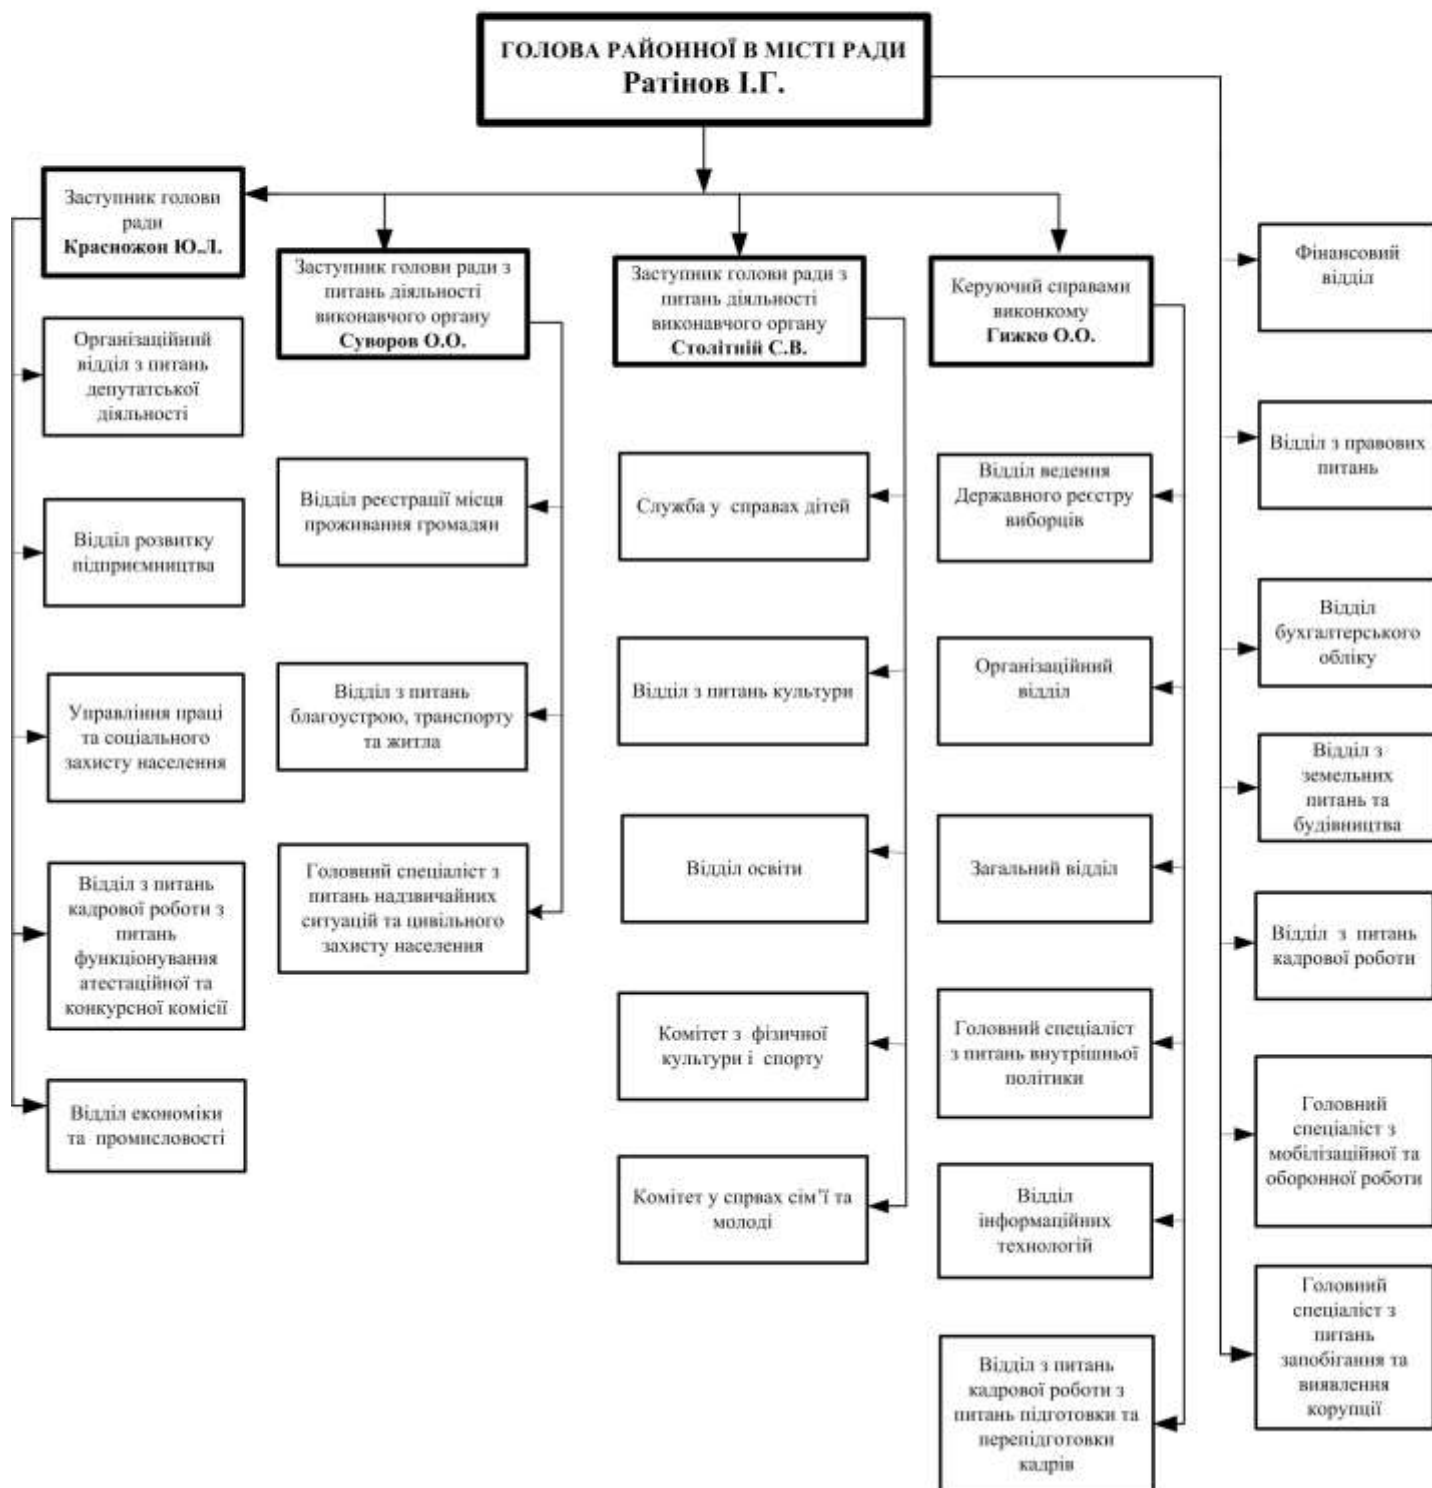 ГОЛОВА РАЙОННОЇ В МІСТІ РАДИ
Ратінов І.Г.
Заступник голови
ради
Красножон Ю.Л.
Організаційний
відділ з питань
депутатської
діяльності
Відділ розвитку
підприємництва
Управління праці
та соціального
захисту населення
Відділ з питань
кадрової роботи з
питань
функціонування
атестаційної та
конкурсної комісії
Відділ економіки
та промисловості
Заступник голови ради з
питань діяльності
виконавчого органу
Суворов О.О.
Відділ реєстрації місця
проживання громадян
Відділ з питань
благоустрою, транспорту
та житла
Головний спеціаліст з
питань надзвичайних
ситуацій та цивільного
захисту населення
Заступник голови ради з
питань діяльності
виконавчого органу
Столітній С.В.
Служба у справах дітей
Відділ з питань культури
Відділ освіти
Комітет з фізичної
культури і спорту
Комітет у спрвах сім'ї та
молоді
Керуючий справами
виконкому
Гижко О.О.
Відділ ведення
Державного реєстру
виборців
Організаційний
відділ
Загальний відділ
Головний спеціаліст
з питань внутрішньої
політики
Відділ
інформаційних
технологій
Відділ з питань
кадрової роботи з
питань підготовки та
перепідготовки
кадрів
Фінансовий
відділ
Відділ з правових
питань
Відділ
бухгалтерського
обліку
Відділ з
земельних
питань та
будівництва
Відділ з питань
кадрової роботи
Головний
спеціаліст з
мобілізаційної та
оборонної роботи
Головний
спеціаліст з
питань
запобігання та
виявлення
корупції